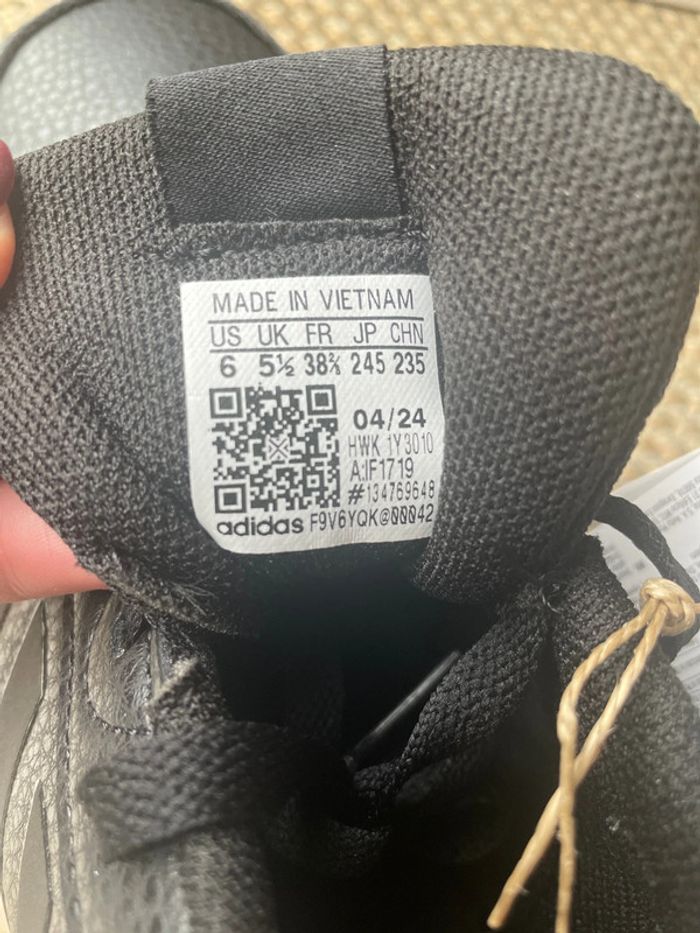 MADE IN VIETNAM
US UK FR JP CHN
6 5½ 38⅔ 245 235
04/24
HWK 1Y3010
A:IF1719
#134769648
adidas F9V6YQK@00042